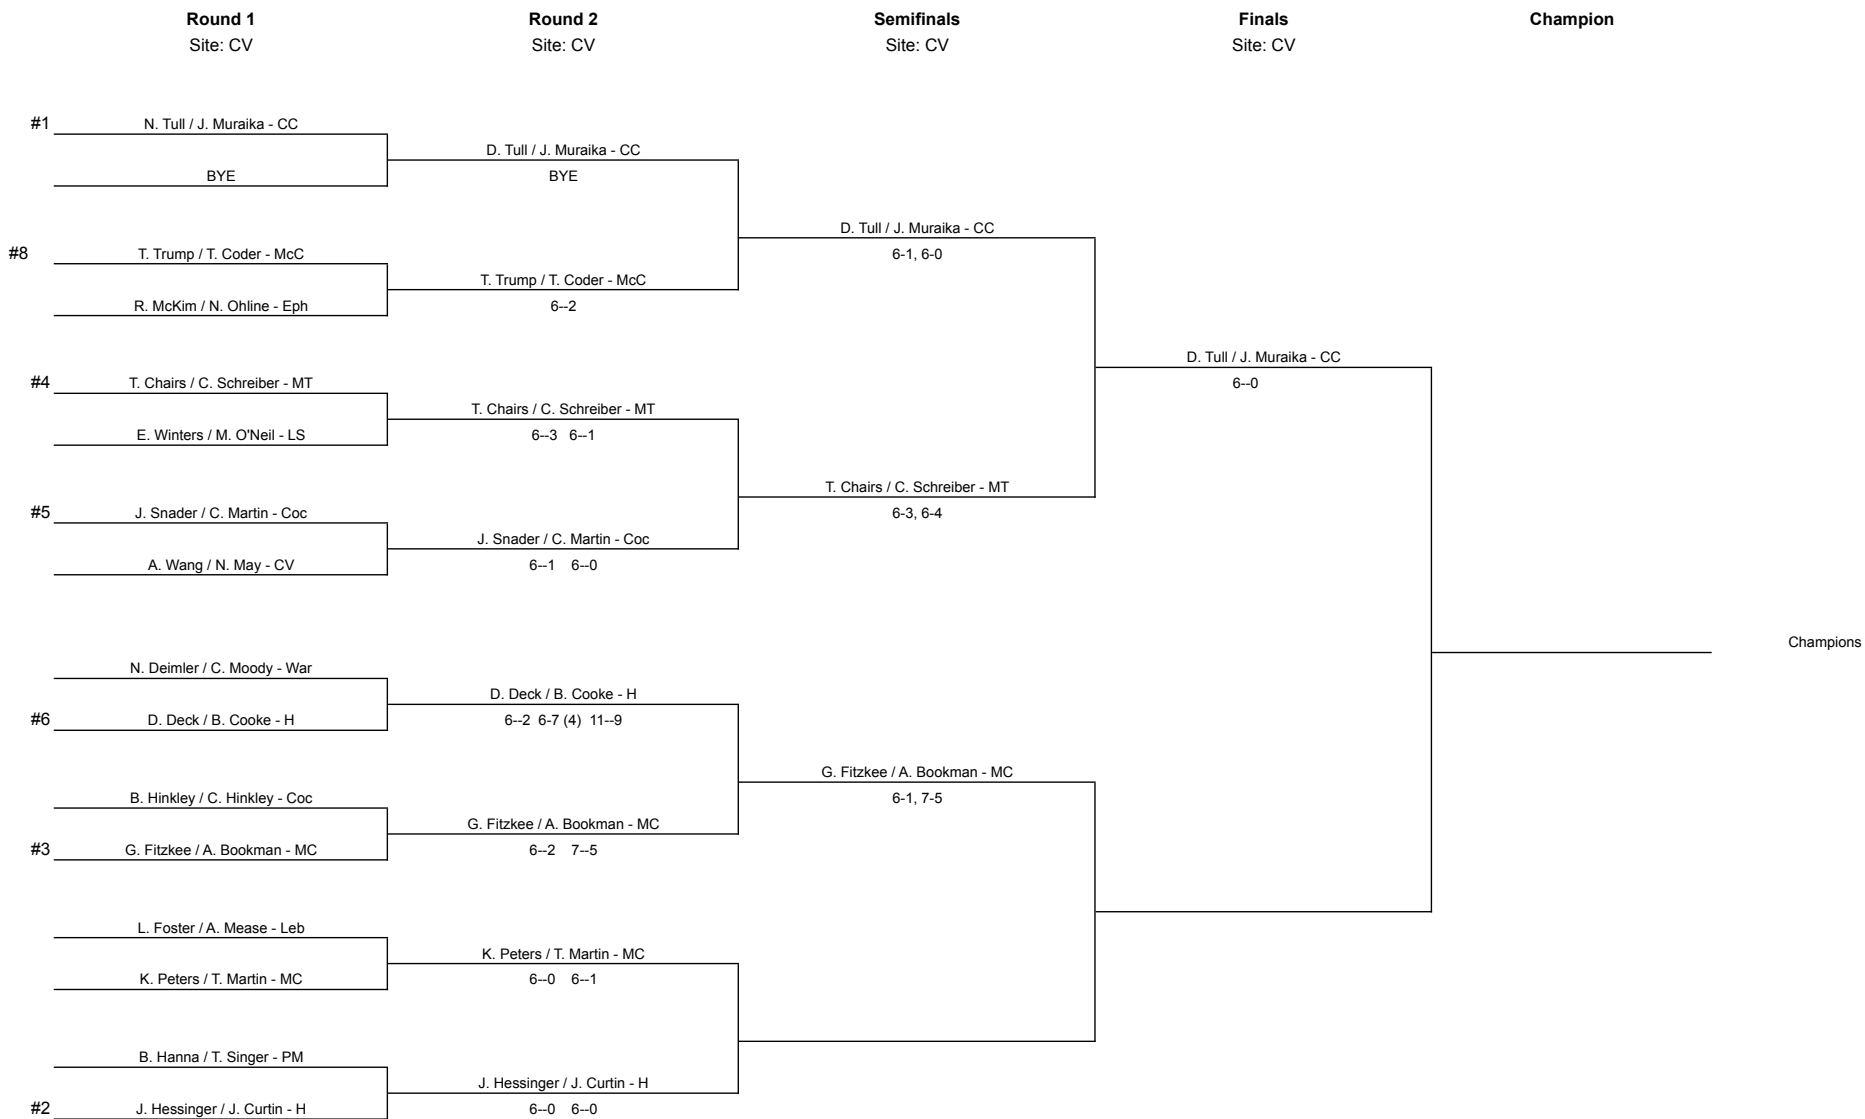 Round 1 Round 2 Semifinals Finals Champion
Site: CV Site: CV Site: CV Site: CV
#1 N. Tull / J. Muraika - CC
D. Tull / J. Muraika - CC
BYE BYE
D. Tull / J. Muraika - CC
#8 T. Trump / T. Coder - McC 6-1, 6-0
T. Trump / T. Coder - McC
R. McKim / N. Ohline - Eph 6--2
D. Tull / J. Muraika - CC
#4 T. Chairs / C. Schreiber - MT 6--0
T. Chairs / C. Schreiber - MT
E. Winters / M. O'Neil - LS 6--3 6--1
T. Chairs / C. Schreiber - MT
#5 J. Snader / C. Martin - Coc 6-3, 6-4
J. Snader / C. Martin - Coc
A. Wang / N. May - CV 6--1 6--0
Champions
N. Deimler / C. Moody - War
D. Deck / B. Cooke - H
#6 D. Deck / B. Cooke - H 6--2 6-7 (4) 11--9
G. Fitzkee / A. Bookman - MC
B. Hinkley / C. Hinkley - Coc 6-1, 7-5
G. Fitzkee / A. Bookman - MC
#3 G. Fitzkee / A. Bookman - MC 6--2 7--5
L. Foster / A. Mease - Leb
K. Peters / T. Martin - MC
K. Peters / T. Martin - MC 6--0 6--1
B. Hanna / T. Singer - PM
J. Hessinger / J. Curtin - H
#2 J. Hessinger / J. Curtin - H 6--0 6--0